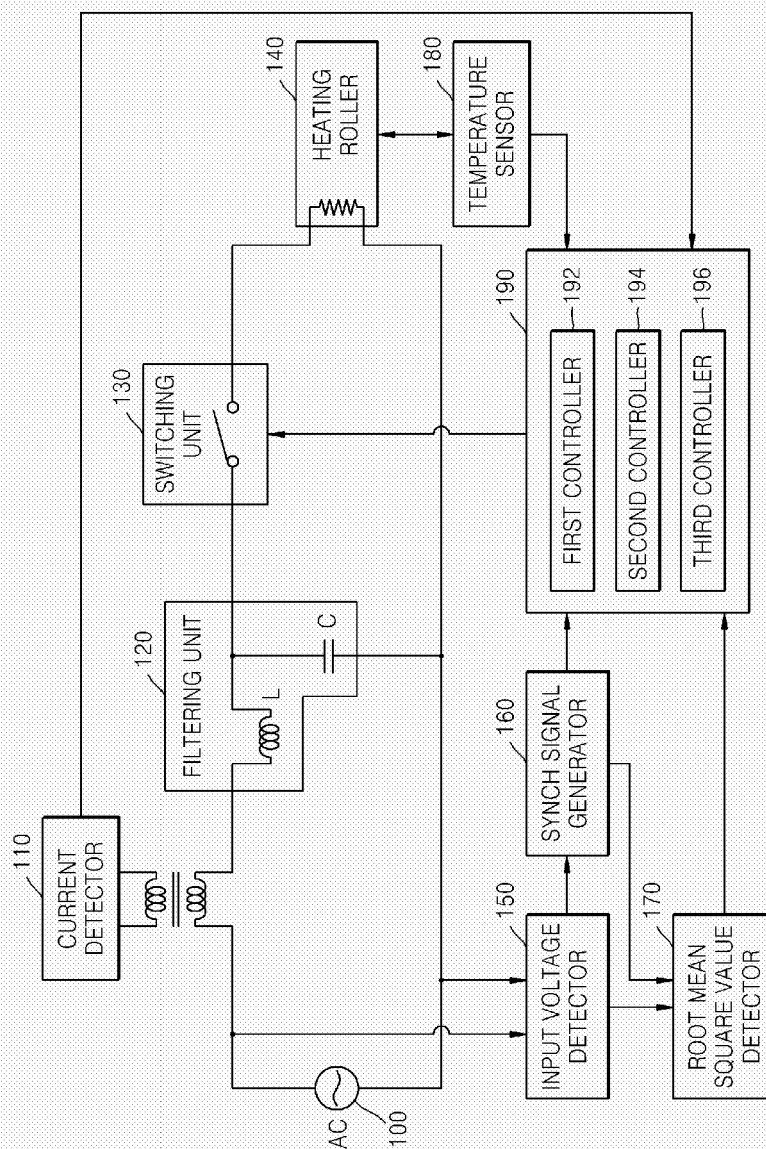 110
CURRENT
DETECTOR
120
FILTERING UNIT
L
C
130
SWITCHING
UNIT
140
HEATING
ROLLER
AC
100
150
INPUT VOLTAGE
DETECTOR
160
SYNCH SIGNAL
GENERATOR
170
ROOT MEAN
SQUARE VALUE
DETECTOR
180
TEMPERATURE
SENSOR
190
FIRST CONTROLLER
192
SECOND CONTROLLER
194
THIRD CONTROLLER
196